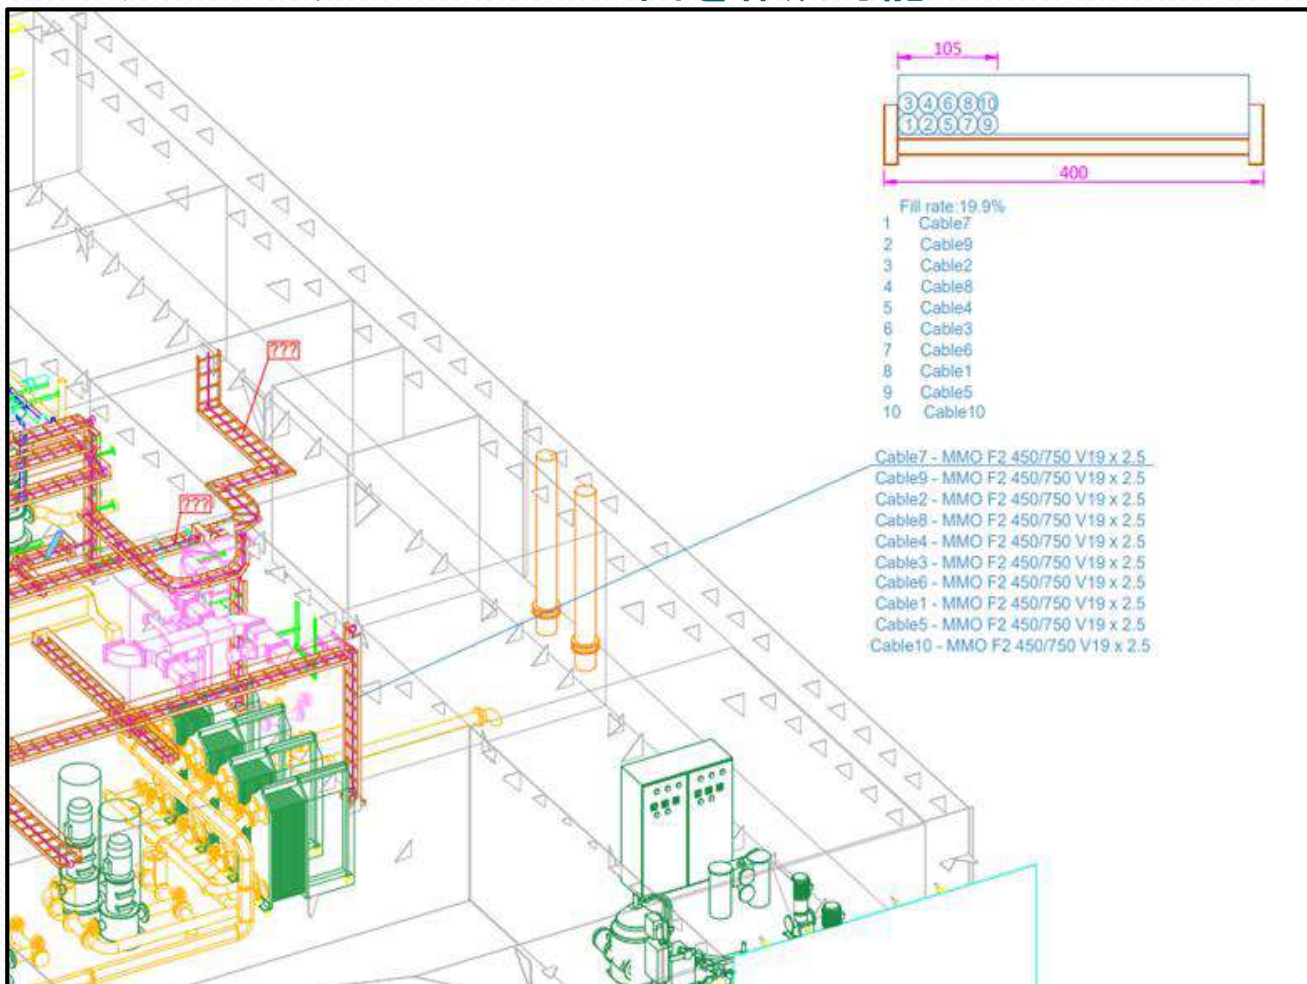 105
3 4 6 8 10
1 2 5 7 9
400
Fill rate:19.9%
1 Cable7
2 Cable9
3 Cable2
4 Cable8
5 Cable4
6 Cable3
7 Cable6
8 Cable1
9 Cable5
10 Cable10
???
Cable7 - MMO F2 450/750 V19 x 2.5
Cable9 - MMO F2 450/750 V19 x 2.5
Cable2 - MMO F2 450/750 V19 x 2.5
Cable8 - MMO F2 450/750 V19 x 2.5
Cable4 - MMO F2 450/750 V19 x 2.5
Cable3 - MMO F2 450/750 V19 x 2.5
Cable6 - MMO F2 450/750 V19 x 2.5
Cable1 - MMO F2 450/750 V19 x 2.5
Cable5 - MMO F2 450/750 V19 x 2.5
Cable10 - MMO F2 450/750 V19 x 2.5
???